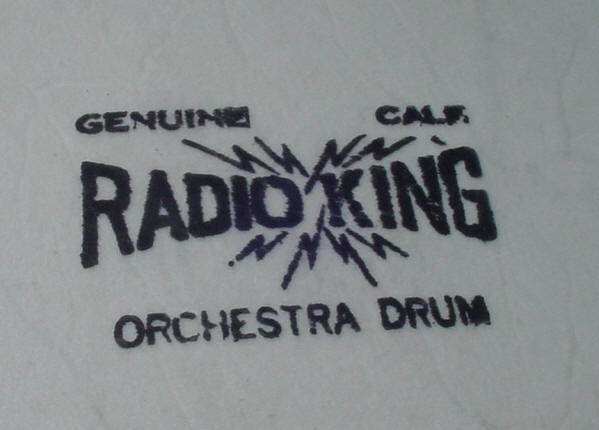 GENUINE CALF
RADIO KING
ORCHESTRA DRUM